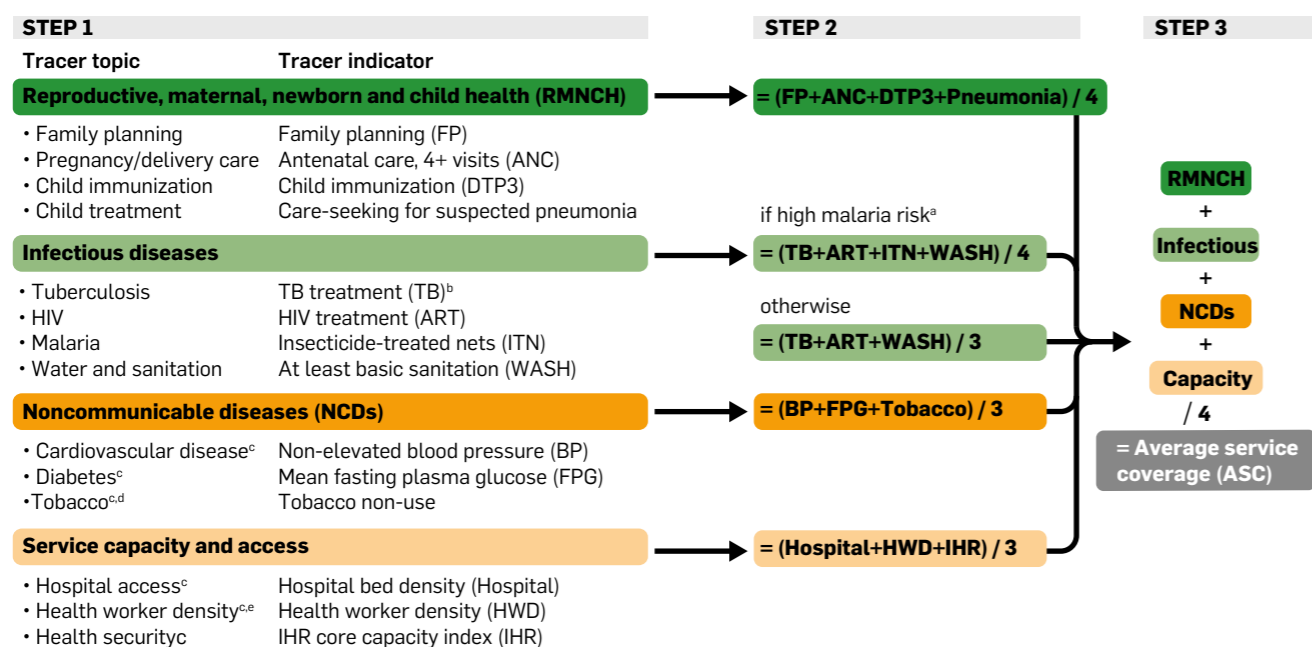 STEP 1
STEP 2
STEP 3
Tracer topic Tracer indicator
Reproductive, maternal, newborn and child health (RMNCH)
= (FP+ANC+DTP3+Pneumonia) / 4
• Family planning Family planning (FP)
• Pregnancy/delivery care Antenatal care, 4+ visits (ANC)
• Child immunization Child immunization (DTP3)
• Child treatment Care-seeking for suspected pneumonia
if high malaria riskᵃ
Infectious diseases
= (TB+ART+ITN+WASH) / 4
• Tuberculosis TB treatment (TB)ᵇ
• HIV HIV treatment (ART)
• Malaria Insecticide-treated nets (ITN)
• Water and sanitation At least basic sanitation (WASH)
otherwise
= (TB+ART+WASH) / 3
Noncommunicable diseases (NCDs)
= (BP+FPG+Tobacco) / 3
• Cardiovascular diseaseᶜ Non-elevated blood pressure (BP)
• Diabetesᶜ Mean fasting plasma glucose (FPG)
•Tobaccoᶜ,ᵈ Tobacco non-use
Service capacity and access
= (Hospital+HWD+IHR) / 3
• Hospital accessᶜ Hospital bed density (Hospital)
• Health worker densityᶜ,ᵉ Health worker density (HWD)
• Health securityc IHR core capacity index (IHR)
RMNCH
+
Infectious
+
NCDs
+
Capacity
/ 4
= Average service
coverage (ASC)